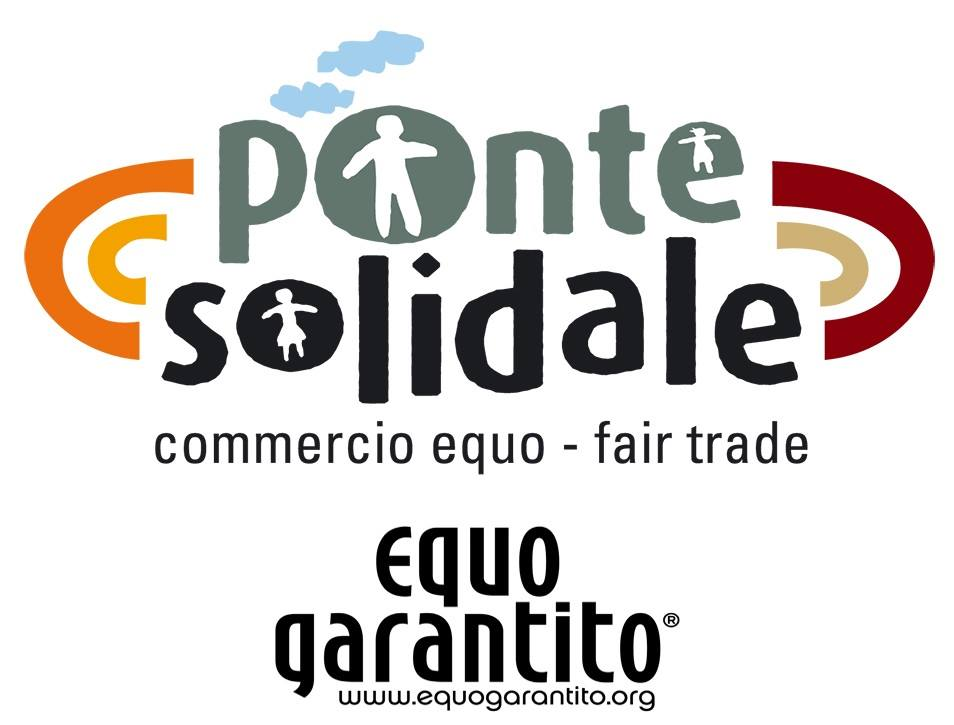 ponte
solidale
commercio equo - fair trade
equo
garantito®
www.equogarantito.org